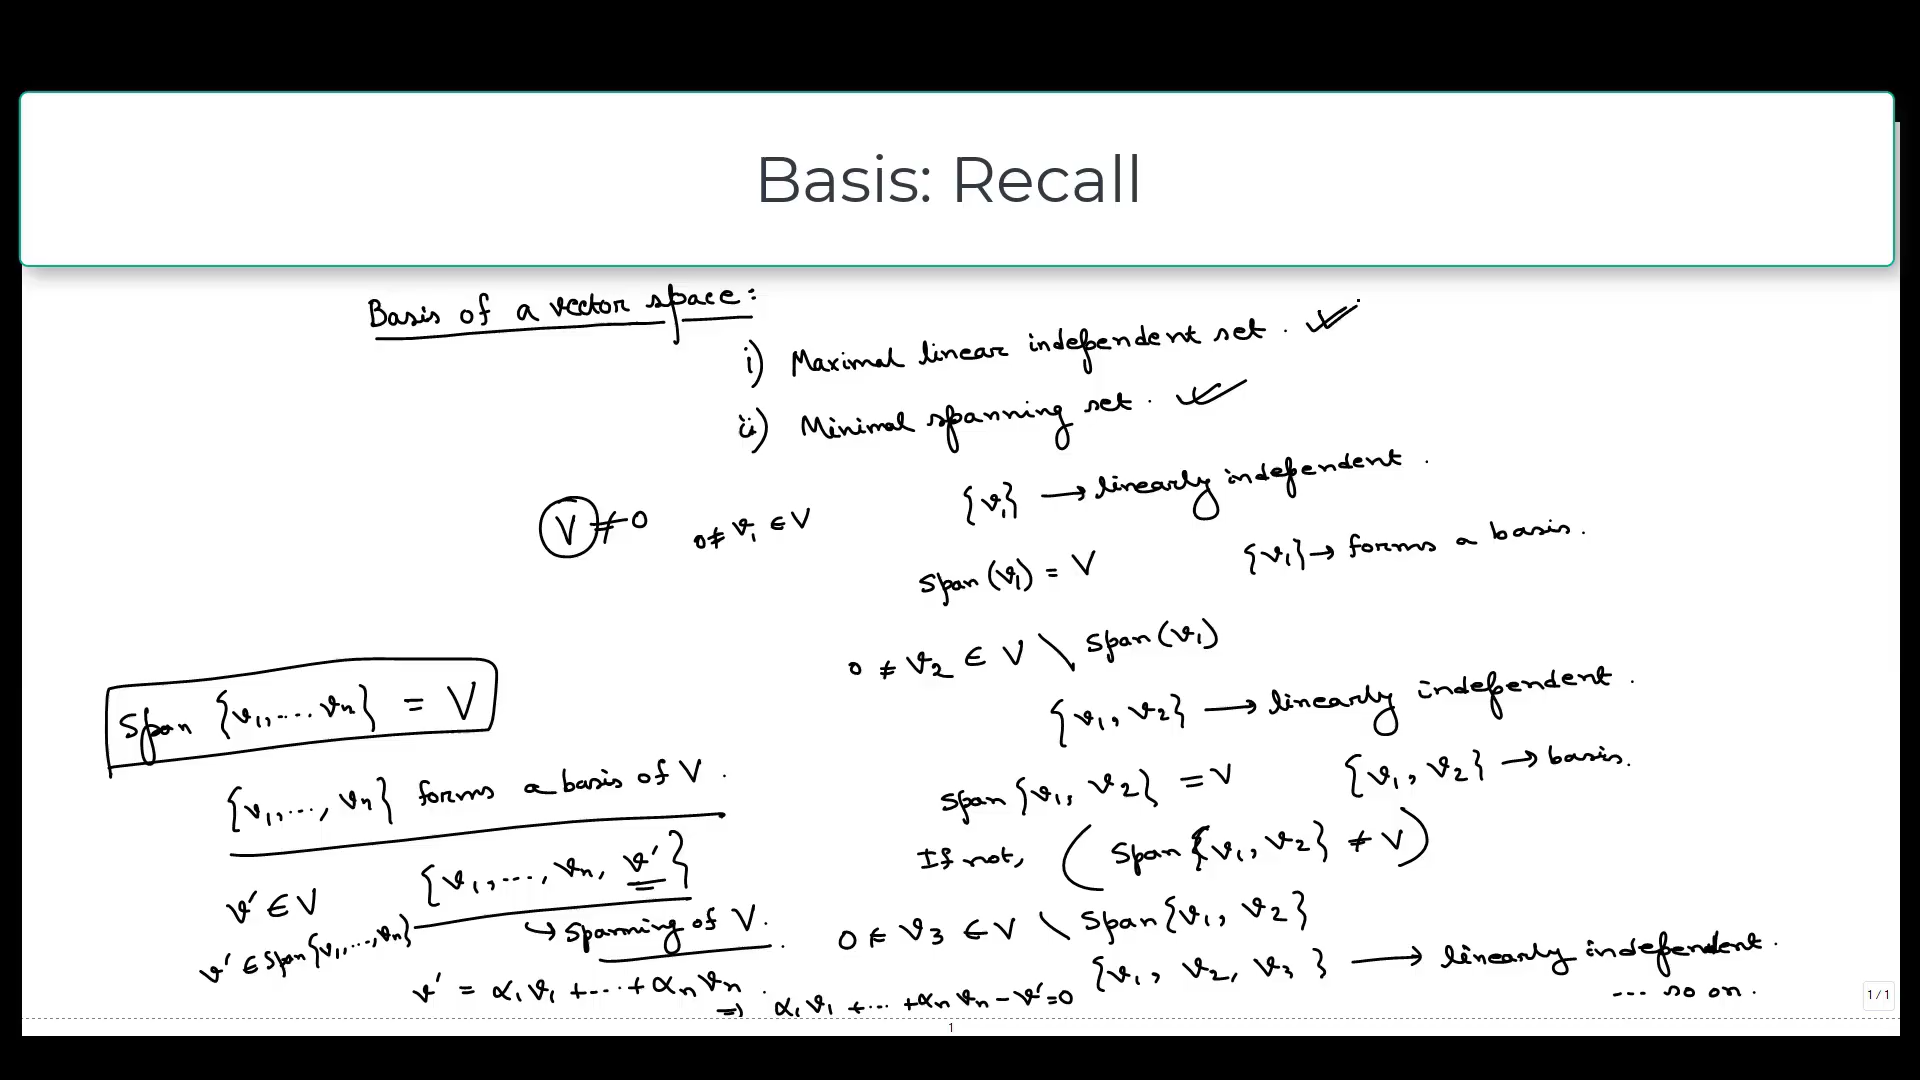 Basis: Recall
Basis of a vector space:
i) Maximal linear independent set. ✓
ii) Minimal spanning set. ✓
V ≠ 0 0 ≠ v₁ ∈ V {v₁} → linearly independent.
span (v₁) = V {v₁} → forms a basis.
0 ≠ v₂ ∈ V \ span(v₁)
{v₁, v₂} → linearly independent.
span {v₁, v₂} = V {v₁, v₂} → basis.
If not, (span {v₁, v₂} ≠ V)
0 ≠ v₃ ∈ V \ span{v₁, v₂}
{v₁, v₂, v₃} → linearly independent.
... so on.
Span {v₁, .... vₙ} = V
{v₁, ..., vₙ} forms a basis of V.
v' ∈ V {v₁, ..., vₙ, v'}
v' ∈ span{v₁, ..., vₙ} ↪ spanning of V.
v' = α₁v₁ + ... + αₙvₙ.
⇒ α₁v₁ + ... + αₙvₙ − v' = 0
1/1
1